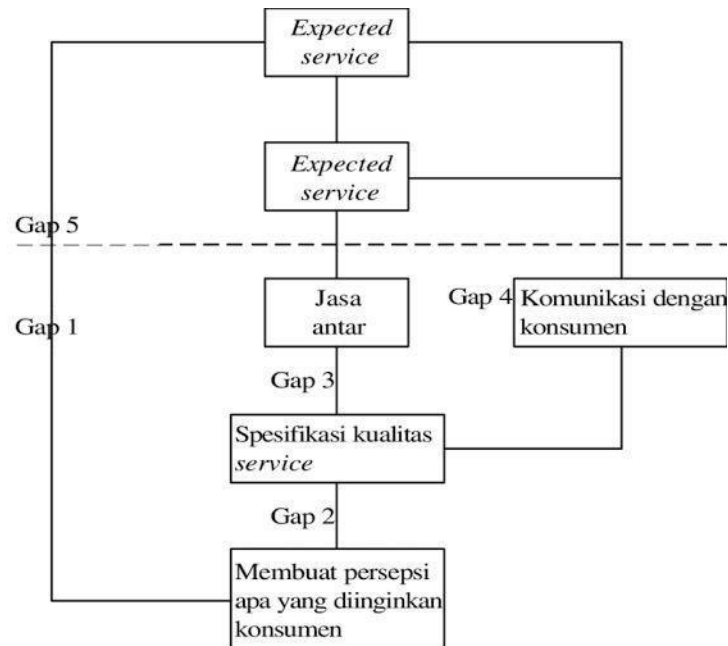 Expected
service
Expected
service
Gap 5
Gap 1
Jasa
antar
Gap 4
Komunikasi dengan
konsumen
Gap 3
Spesifikasi kualitas
service
Gap 2
Membuat persepsi
apa yang diinginkan
konsumen